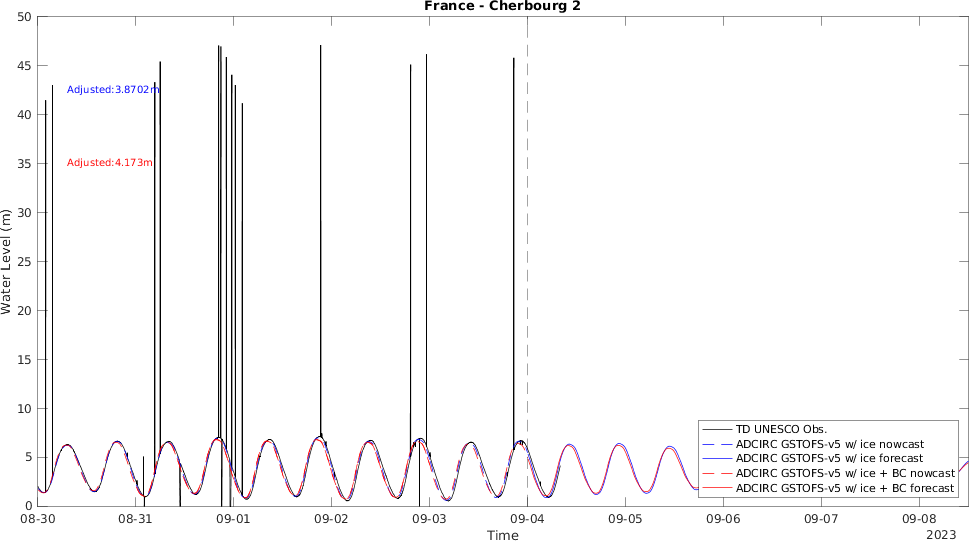 France - Cherbourg 2
50
45
40
35
30
25
20
15
10
5
0
Water Level (m)
Adjusted:3.8702m
Adjusted:4.173m
TD UNESCO Obs.
ADCIRC GSTOFS-v5 w/ ice nowcast
ADCIRC GSTOFS-v5 w/ ice forecast
ADCIRC GSTOFS-v5 w/ ice + BC nowcast
ADCIRC GSTOFS-v5 w/ ice + BC forecast
08-30 08-31 09-01 09-02 09-03 09-04 09-05 09-06 09-07 09-08
Time
2023